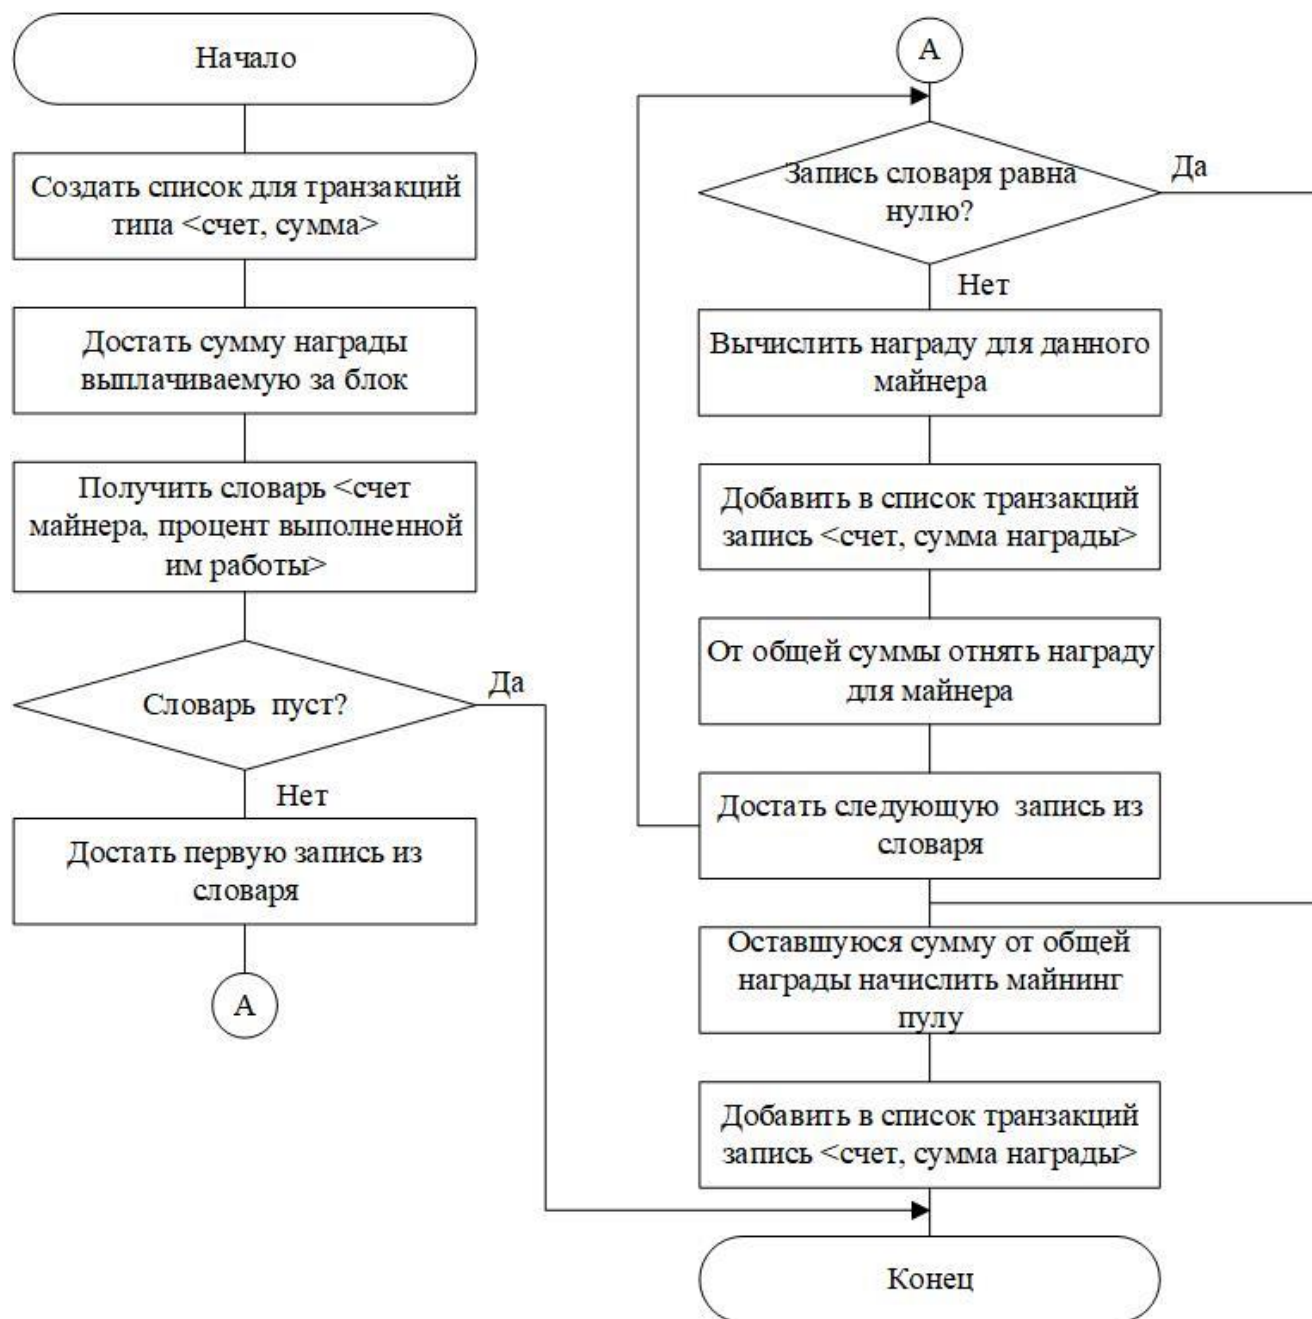 Начало
Создать список для транзакций
типа <счет, сумма>
Достать сумму награды
выплачиваемую за блок
Получить словарь <счет
майнера, процент выполненной
им работы>
Словарь пуст?
Да
Нет
Достать первую запись из
словаря
А
А
Запись словаря равна
нулю?
Да
Нет
Вычислить награду для данного
майнера
Добавить в список транзакций
запись <счет, сумма награды>
От общей суммы отнять награду
для майнера
Достать следующую запись из
словаря
Оставшуюся сумму от общей
награды начислить майнинг
пулу
Добавить в список транзакций
запись <счет, сумма награды>
Конец